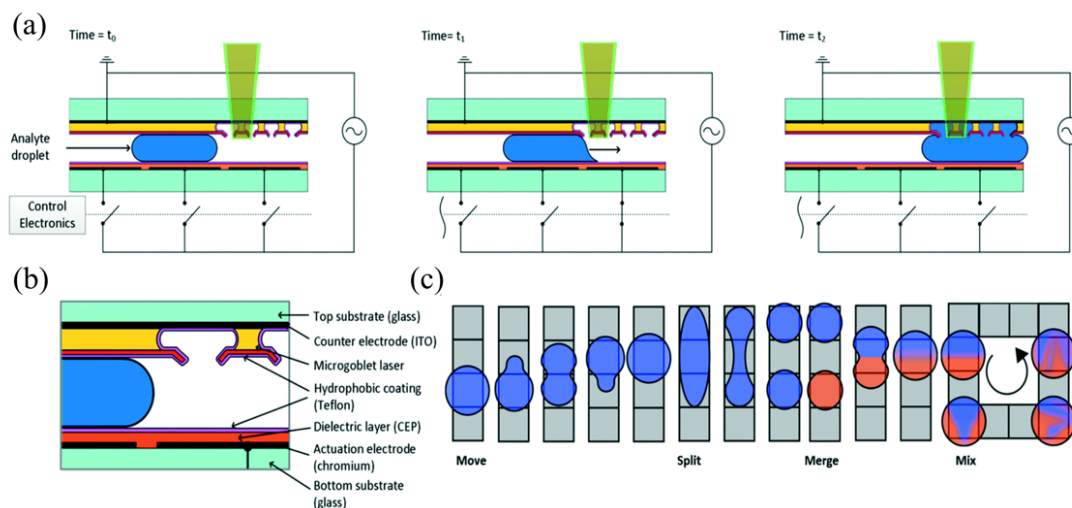 (a)
Time = t0
Time= t1
Time = t2
Analyte
droplet
Control
Electronics
(b)
Top substrate (glass)
Counter electrode (ITO)
Microgoblet laser
Hydrophobic coating
(Teflon)
Dielectric layer (CEP)
Actuation electrode
(chromium)
Bottom substrate
(glass)
(c)
Move
Split
Merge
Mix